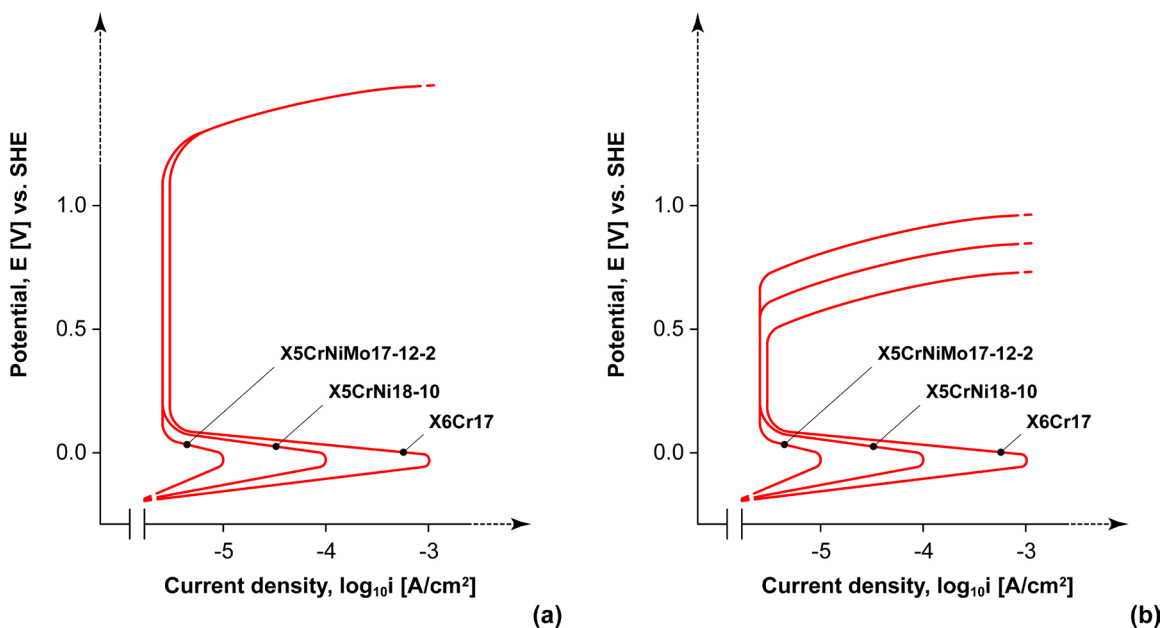 Potential, E [V] vs. SHE
1.0
0.5
0.0
X5CrNiMo17-12-2
X5CrNi18-10
X6Cr17
-5
-4
-3
Current density, log₁₀i [A/cm²]
(a)
Potential, E [V] vs. SHE
1.0
0.5
0.0
X5CrNiMo17-12-2
X5CrNi18-10
X6Cr17
-5
-4
-3
Current density, log₁₀i [A/cm²]
(b)